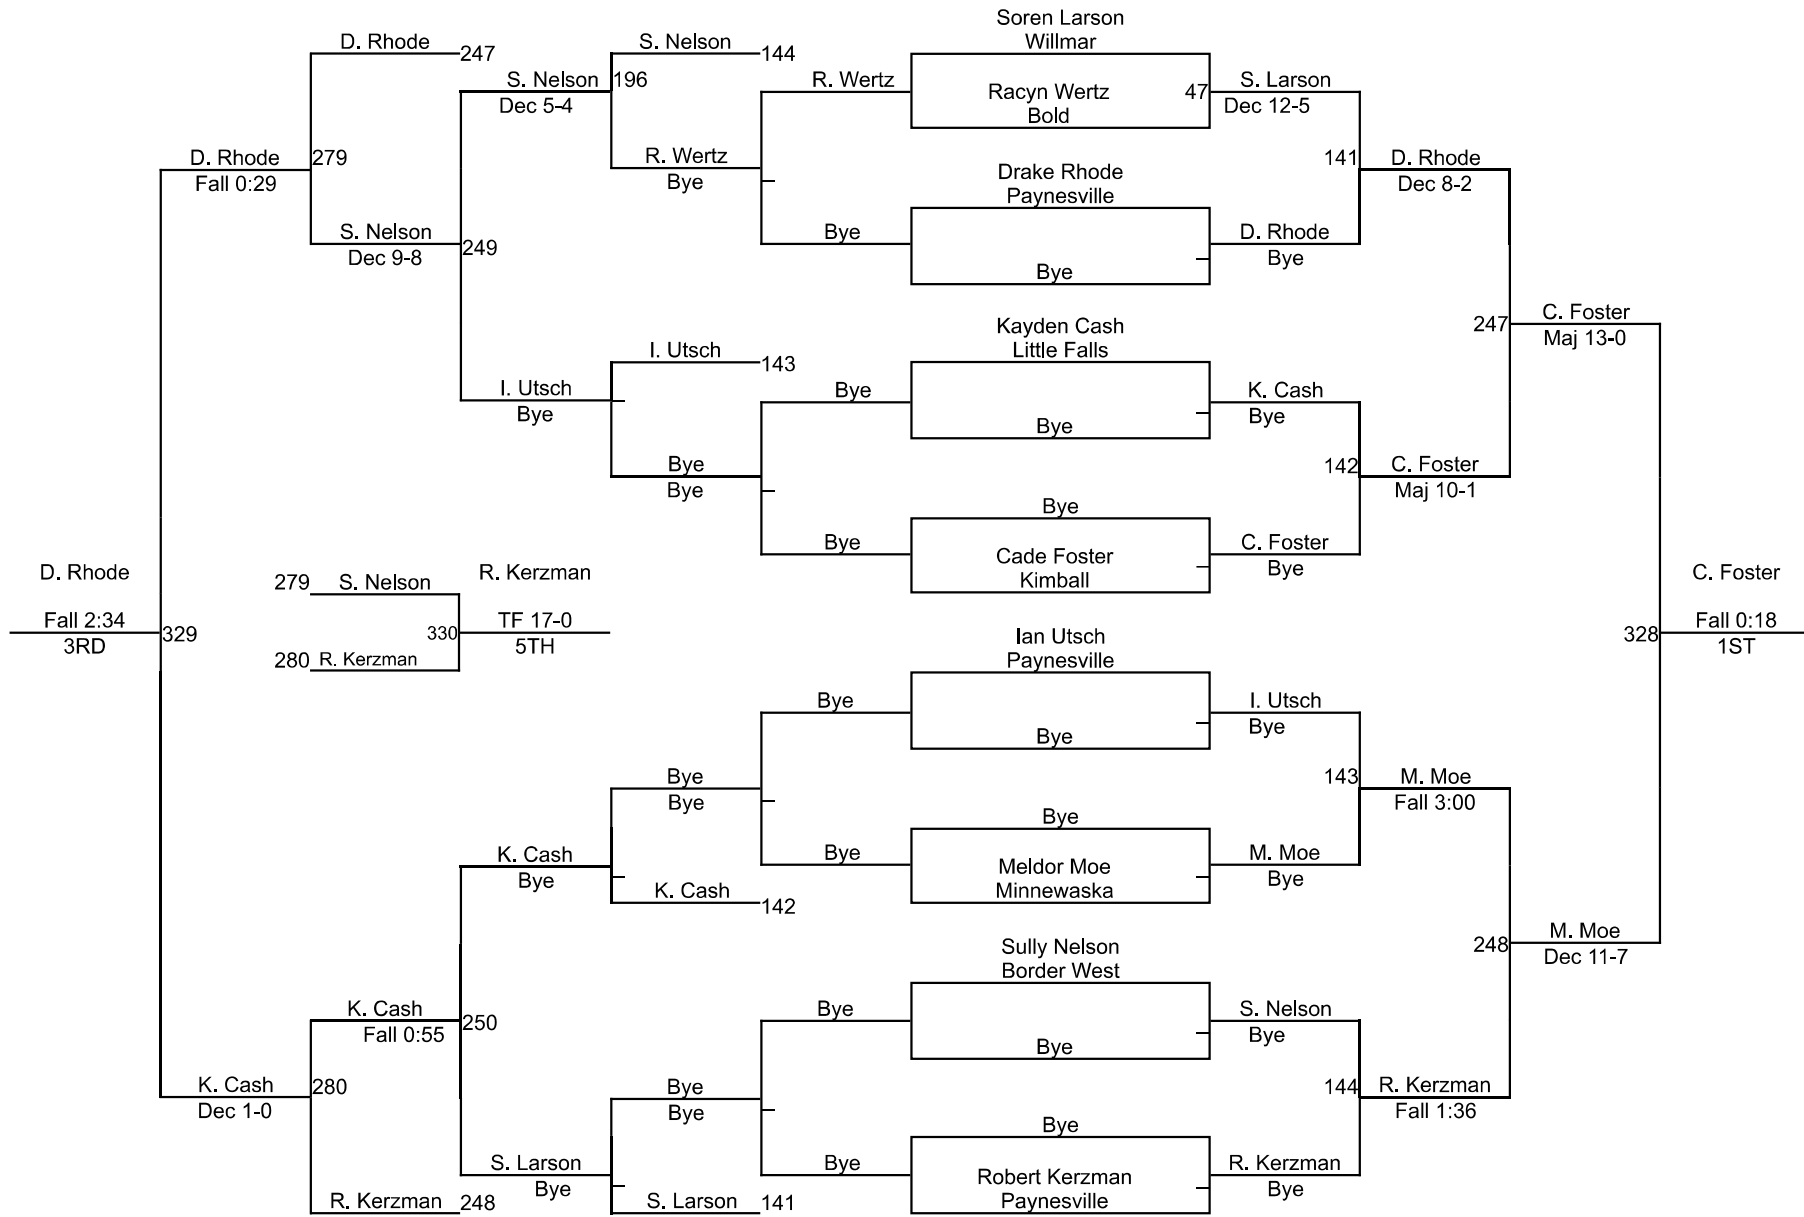 Soren Larson
D. Rhode
247
S. Nelson
144
Willmar
S. Nelson
196
R. Wertz
Racyn Wertz
47
S. Larson
Dec 5-4
Bold
Dec 12-5
D. Rhode
279
R. Wertz
Drake Rhode
141
D. Rhode
Fall 0:29
Bye
Paynesville
Dec 8-2
S. Nelson
249
Bye
D. Rhode
Dec 9-8
Bye
Bye
Kayden Cash
247
C. Foster
I. Utsch
143
Little Falls
Maj 13-0
I. Utsch
Bye
K. Cash
Bye
Bye
Bye
Bye
142
C. Foster
Bye
Maj 10-1
Bye
Bye
C. Foster
Cade Foster
Bye
D. Rhode
279
S. Nelson
R. Kerzman
Kimball
C. Foster
Fall 2:34
329
330
TF 17-0
Ian Utsch
328
Fall 0:18
3RD
280
R. Kerzman
5TH
Paynesville
1ST
Bye
I. Utsch
Bye
Bye
Bye
143
M. Moe
Bye
Fall 3:00
Bye
K. Cash
Bye
M. Moe
Bye
Meldor Moe
Bye
K. Cash
142
Minnewaska
Sully Nelson
248
M. Moe
Border West
Dec 11-7
K. Cash
250
Bye
S. Nelson
Fall 0:55
Bye
Bye
K. Cash
280
Bye
144
R. Kerzman
Dec 1-0
Bye
Fall 1:36
Bye
S. Larson
Bye
R. Kerzman
Bye
Robert Kerzman
Bye
R. Kerzman
248
S. Larson
141
Paynesville